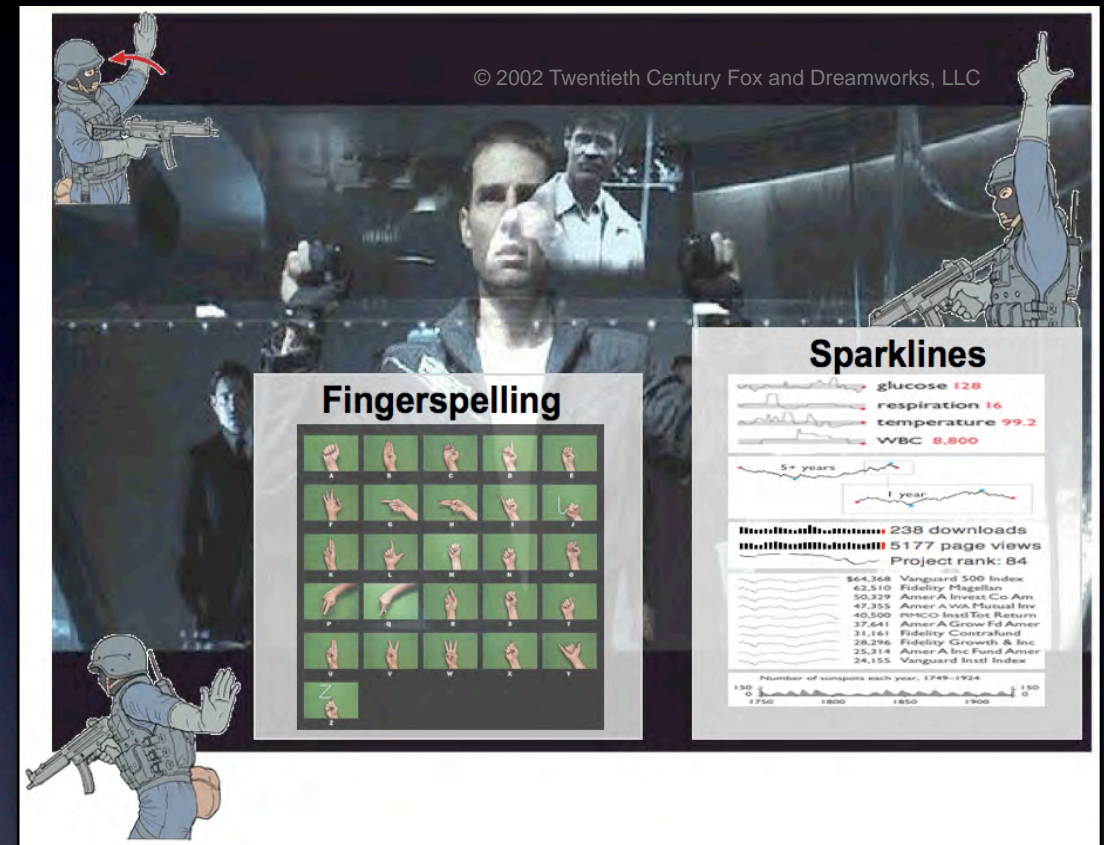 © 2002 Twentieth Century Fox and Dreamworks, LLC
Fingerspelling
A B C D E
F G H I J
K L M N O
P Q R S T
U V W X Y
Z
Z
Sparklines
glucose 128
respiration 16
temperature 99.2
WBC 8,800
5+ years
1 year
238 downloads
5177 page views
Project rank: 84
$64,368 Vanguard 500 Index
62,510 Fidelity Magellan
50,329 Amer A Invest Co Am
47,355 Amer A WA Mutual Inv
40,500 PIMCO Instl Tot Return
37,641 Amer A Grow Fd Amer
31,161 Fidelity Contrafund
28,296 Fidelity Growth & Inc
25,314 Amer A Inc Fund Amer
24,155 Vanguard Instl Index
Number of sunspots each year, 1749–1924
150 150
0 0
1750 1800 1850 1900